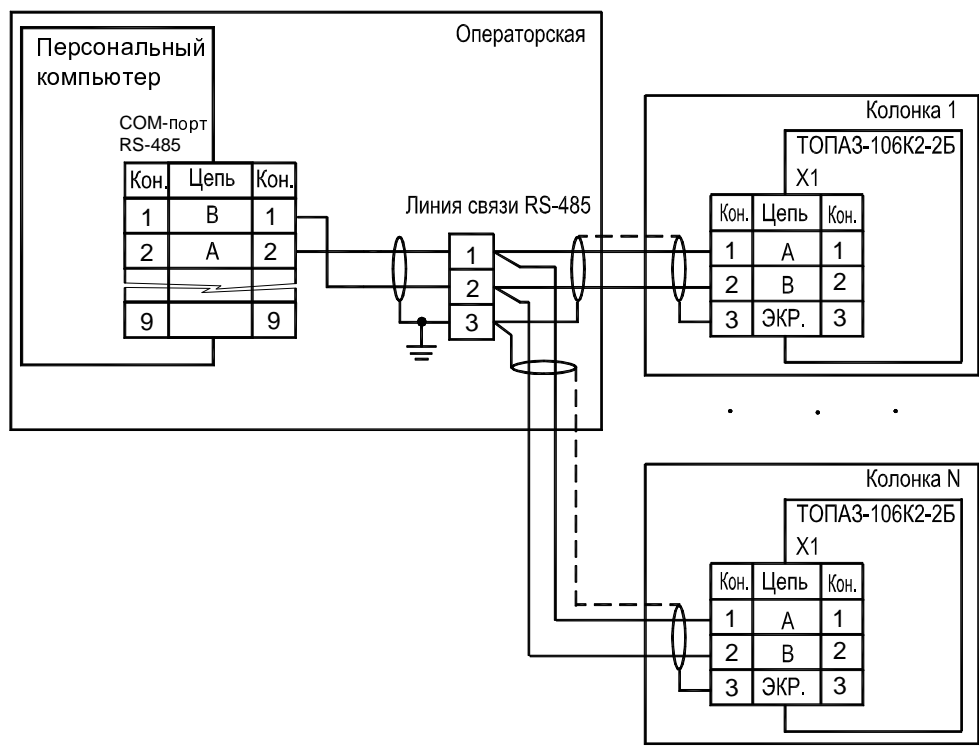 Операторская
Персональный
компьютер
COM-порт
RS-485
Кон. Цепь Кон.
1 B 1
2 A 2
9 9
Линия связи RS-485
1
2
3
Колонка 1
ТОПАЗ-106К2-2Б
X1
Кон. Цепь Кон.
1 A 1
2 B 2
3 ЭКР. 3
. . .
Колонка N
ТОПАЗ-106К2-2Б
X1
Кон. Цепь Кон.
1 A 1
2 B 2
3 ЭКР. 3